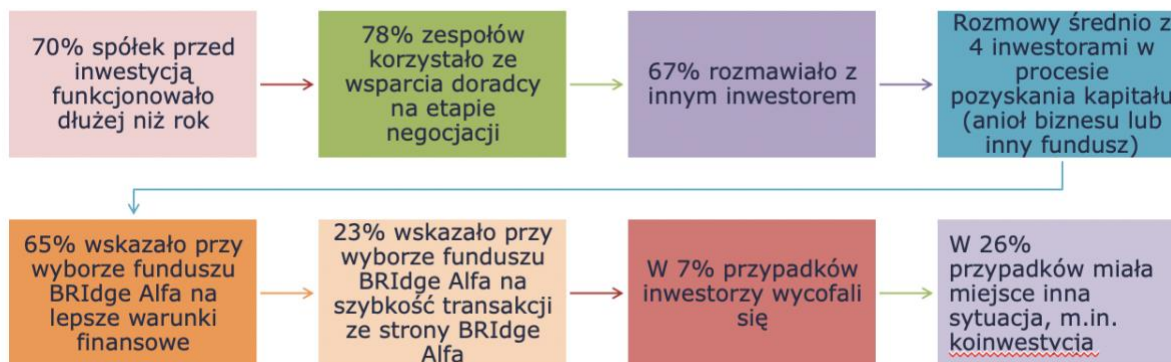 70% spółek przed
inwestycją
funkcjonowało
dłużej niż rok
78% zespołów
korzystało ze
wsparcia doradcy
na etapie
negocjacji
67% rozmawiało z
innym inwestorem
Rozmowy średnio z
4 inwestorami w
procesie
pozyskania kapitału
(anioł biznesu lub
inny fundusz)
65% wskazało przy
wyborze funduszu
BRIdge Alfa na
lepsze warunki
finansowe
23% wskazało przy
wyborze funduszu
BRIdge Alfa na
szybkość transakcji
ze strony BRIdge
Alfa
W 7% przypadków
inwestorzy wycofali
się
W 26%
przypadków miała
miejsce inna
sytuacja, m.in.
koinwestycja